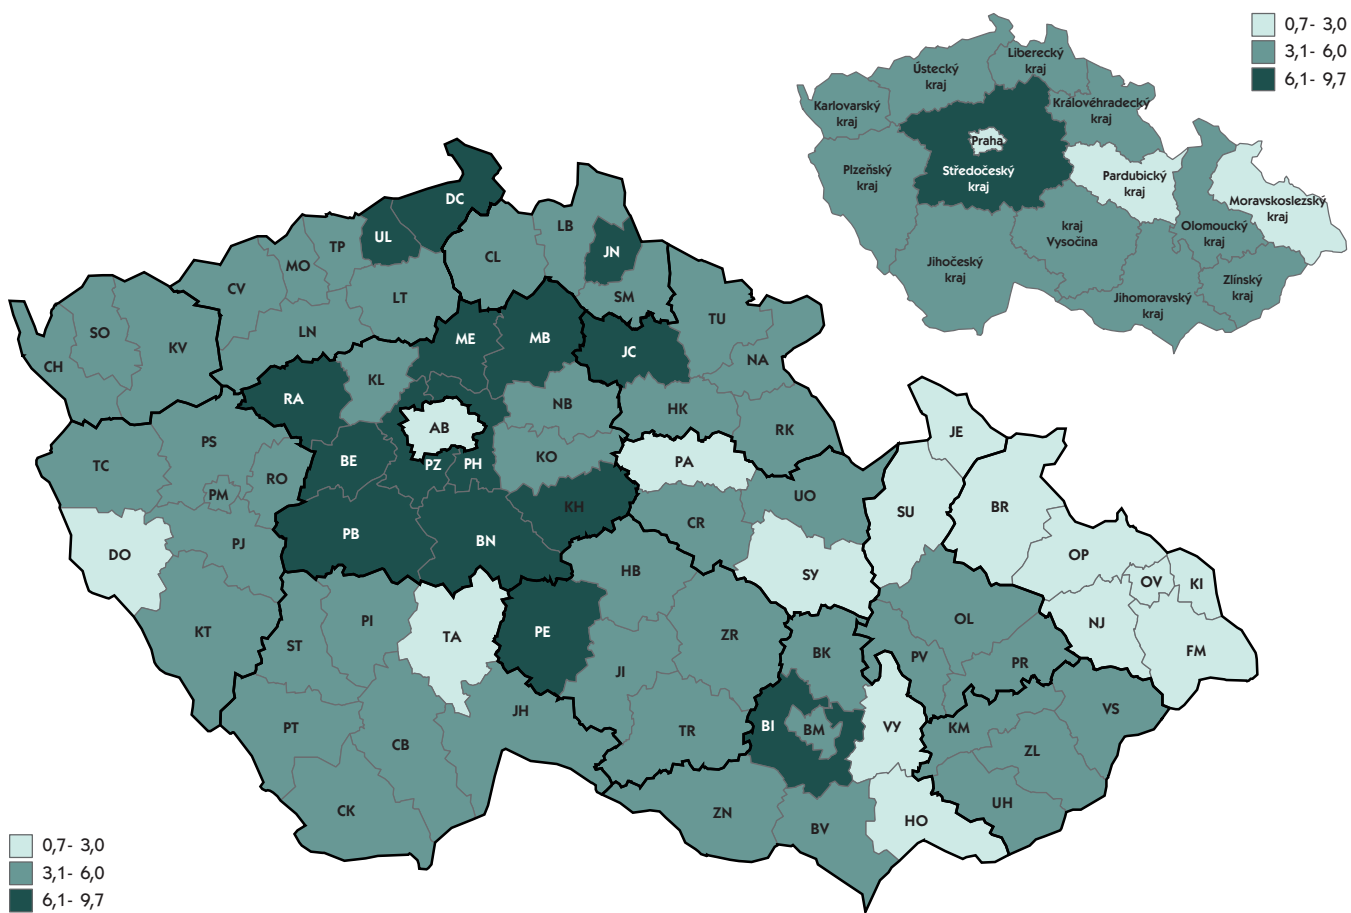 0,7- 3,0
3,1- 6,0
6,1- 9,7
Liberecký
kraj
Ústecký
kraj
Karlovarský
kraj
Královéhradecký
kraj
Praha
Plzeňský
kraj
Středočeský
kraj
Pardubický
kraj
Moravskoslezský
kraj
kraj
Vysočina
Olomoucký
kraj
Jihočeský
kraj
Zlínský
kraj
Jihomoravský
kraj
DC
UL
TP
LB
JN
CL
MO
CV
LT
SM
SO
KV
CH
LN
ME
MB
JC
TU
NA
KL
RA
NB
HK
AB
RK
PS
BE
PZ
PH
KO
PA
JE
TC
RO
PM
UO
KH
CR
SU
BR
PB
BN
PJ
DO
SY
OP
OV
KI
HB
PI
TA
PE
ZR
OL
NJ
KT
ST
FM
JI
BK
PV
PR
JH
PT
CB
TR
BI
BM
VY
KM
VS
ZL
CK
ZN
BV
HO
UH
0,7- 3,0
3,1- 6,0
6,1- 9,7